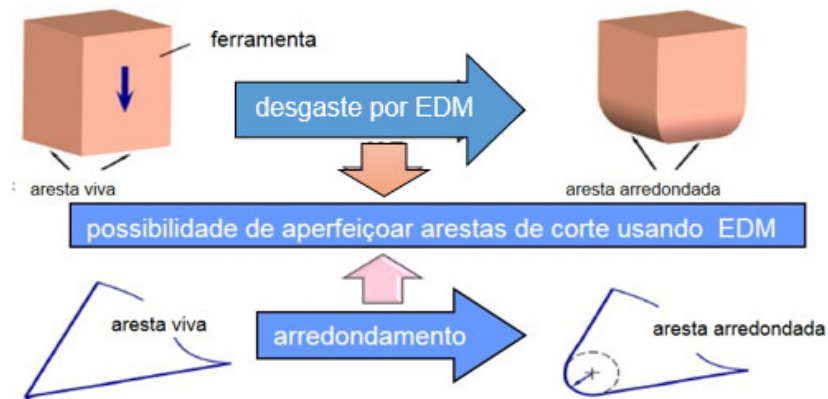 ferramenta
desgaste por EDM
aresta viva
aresta arredondada
possibilidade de aperfeiçoar arestas de corte usando EDM
aresta viva
arredondamento
aresta arredondada